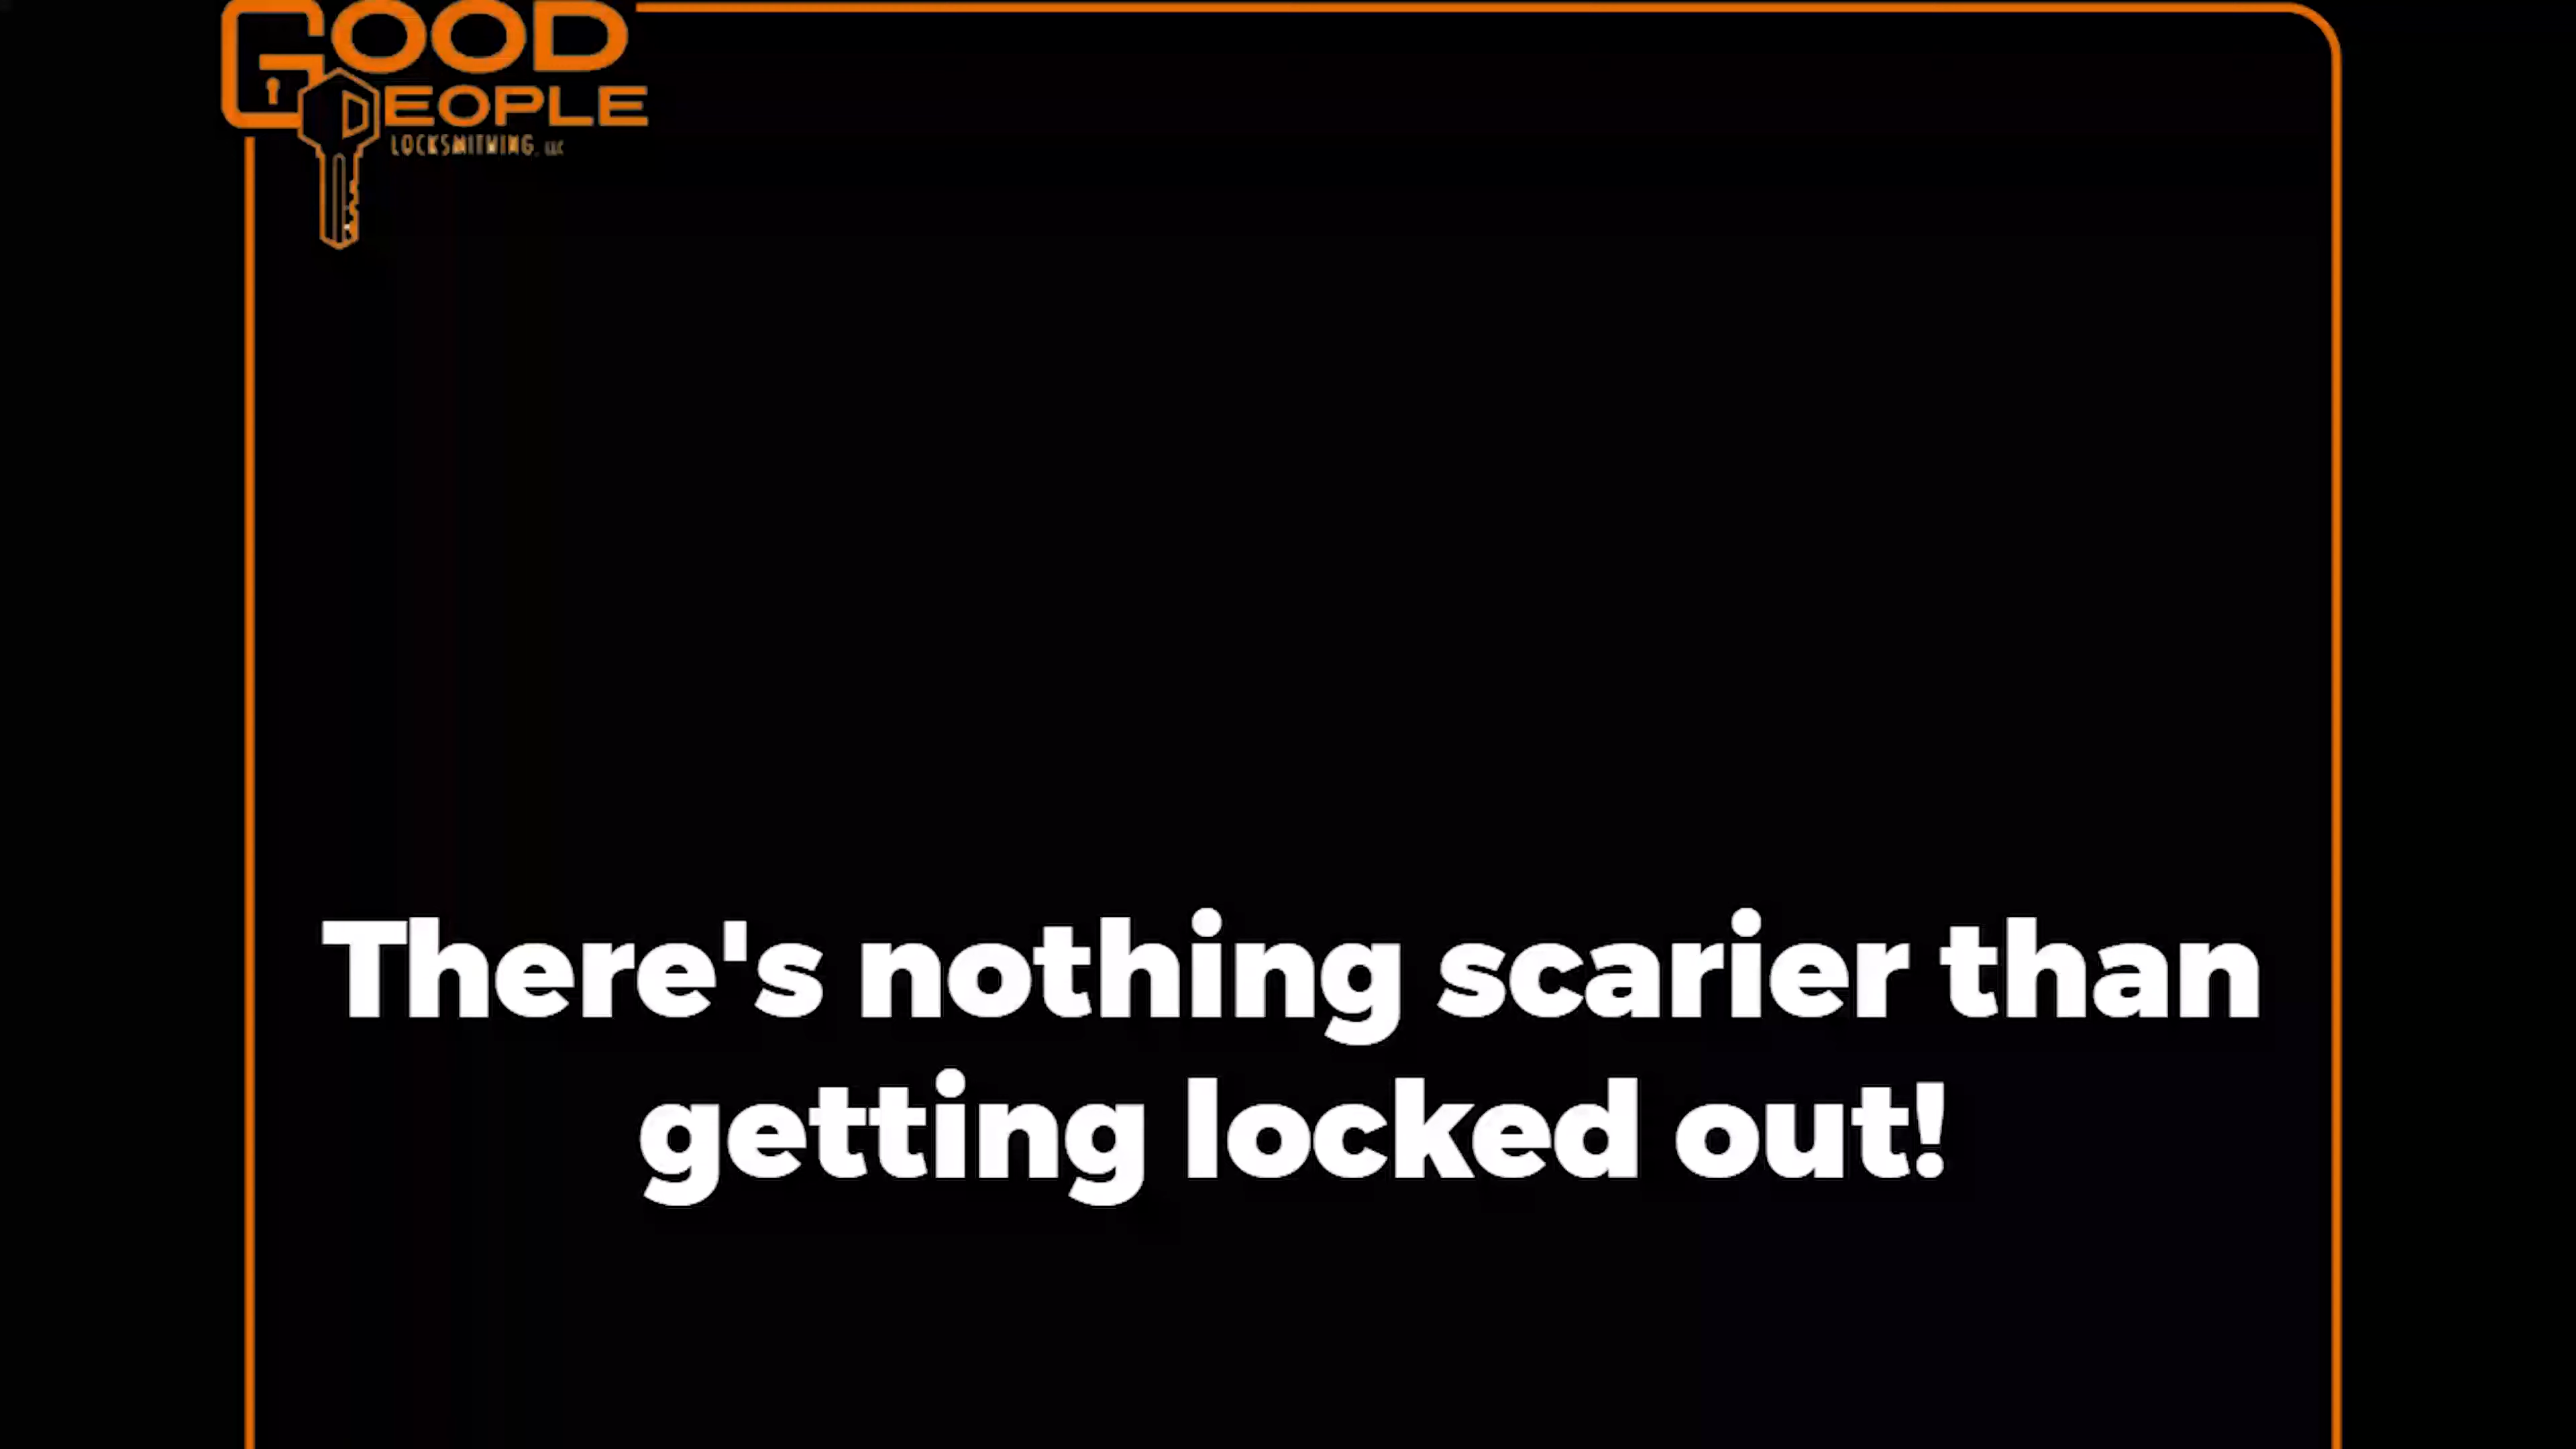 GOOD
PEOPLE
LOCKSMITHING, LLC
There's nothing scarier than
getting locked out!